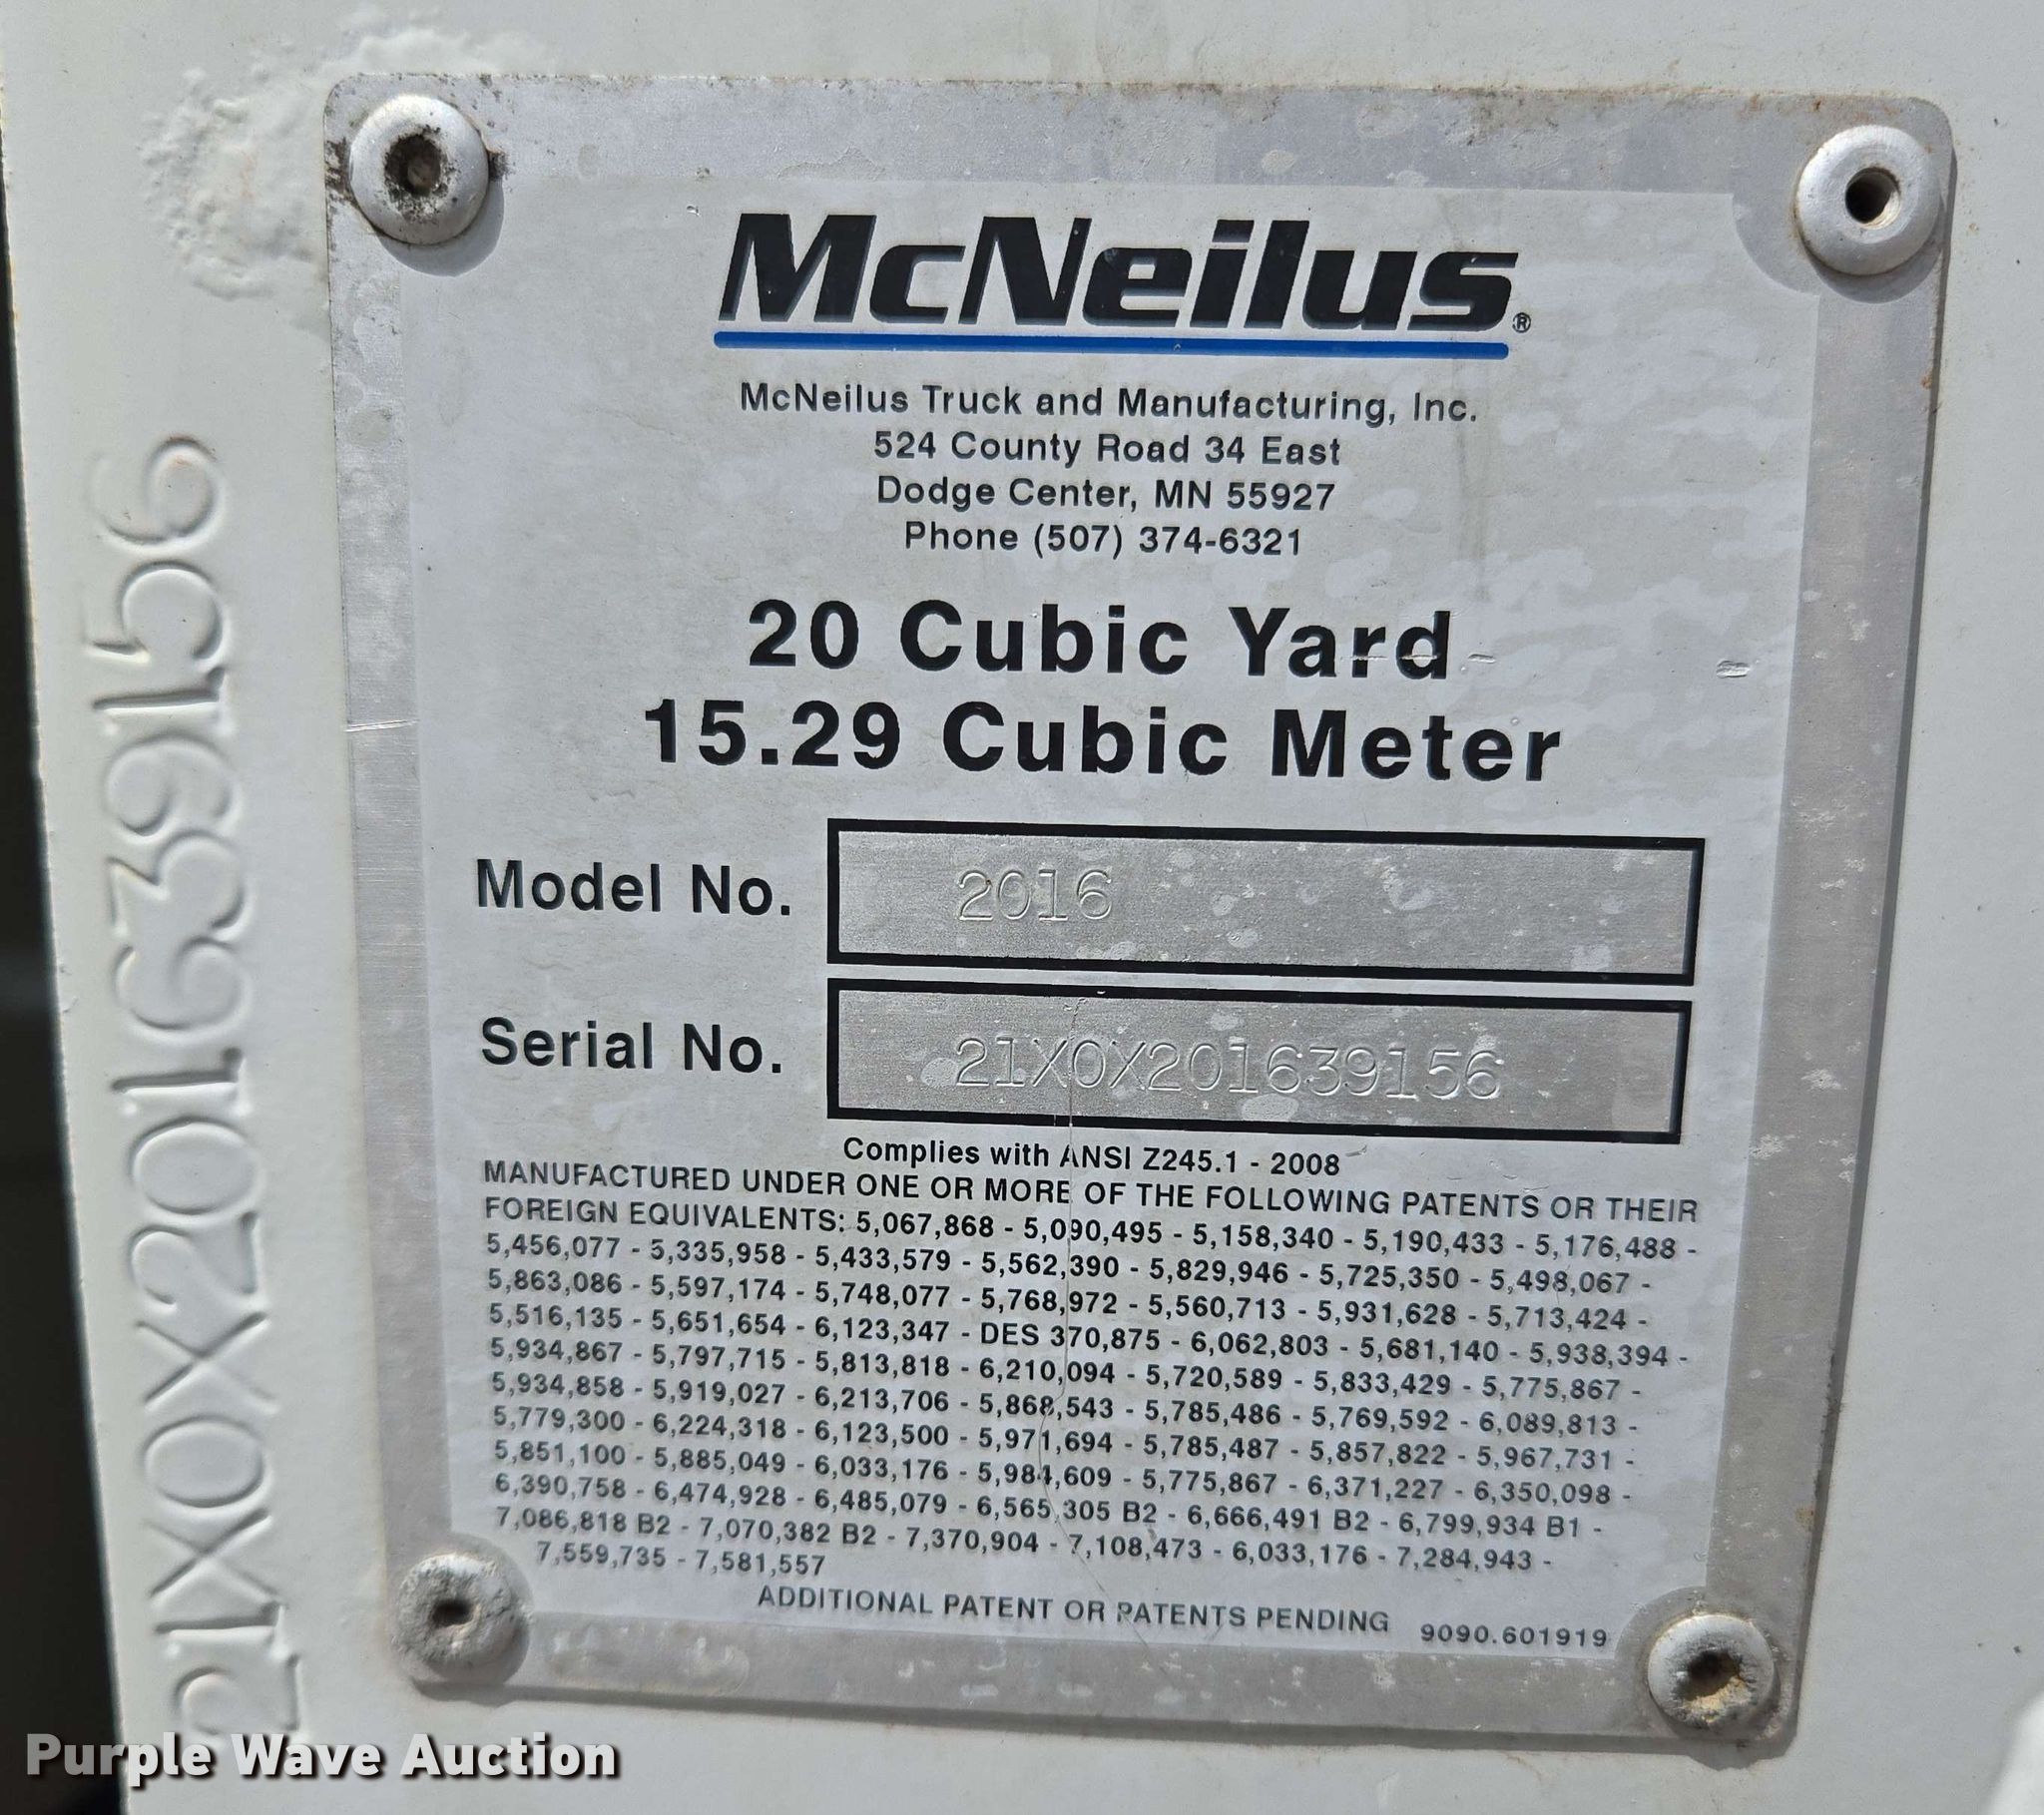 McNeilus®
McNeilus Truck and Manufacturing, Inc.
524 County Road 34 East
Dodge Center, MN 55927
Phone (507) 374-6321
20 Cubic Yard
15.29 Cubic Meter
Model No. 2016
Serial No. 21X0X201639156
Complies with ANSI Z245.1 - 2008
MANUFACTURED UNDER ONE OR MORE OF THE FOLLOWING PATENTS OR THEIR
FOREIGN EQUIVALENTS: 5,067,868 - 5,090,495 - 5,158,340 - 5,190,433 - 5,176,488 -
5,456,077 - 5,335,958 - 5,433,579 - 5,562,390 - 5,829,946 - 5,725,350 - 5,498,067 -
5,863,086 - 5,597,174 - 5,748,077 - 5,768,972 - 5,560,713 - 5,931,628 - 5,713,424 -
5,516,135 - 5,651,654 - 6,123,347 - DES 370,875 - 6,062,803 - 5,681,140 - 5,938,394 -
5,934,867 - 5,797,715 - 5,813,818 - 6,210,094 - 5,720,589 - 5,833,429 - 5,775,867 -
5,934,858 - 5,919,027 - 6,213,706 - 5,868,543 - 5,785,486 - 5,769,592 - 6,089,813 -
5,779,300 - 6,224,318 - 6,123,500 - 5,971,694 - 5,785,487 - 5,857,822 - 5,967,731 -
5,851,100 - 5,885,049 - 6,033,176 - 5,984,609 - 5,775,867 - 6,371,227 - 6,350,098 -
6,390,758 - 6,474,928 - 6,485,079 - 6,565,305 B2 - 6,666,491 B2 - 6,799,934 B1 -
7,086,818 B2 - 7,070,382 B2 - 7,370,904 - 7,108,473 - 6,033,176 - 7,284,943 -
7,559,735 - 7,581,557
ADDITIONAL PATENT OR PATENTS PENDING 9090.601919
21X0X201639156
Purple Wave Auction